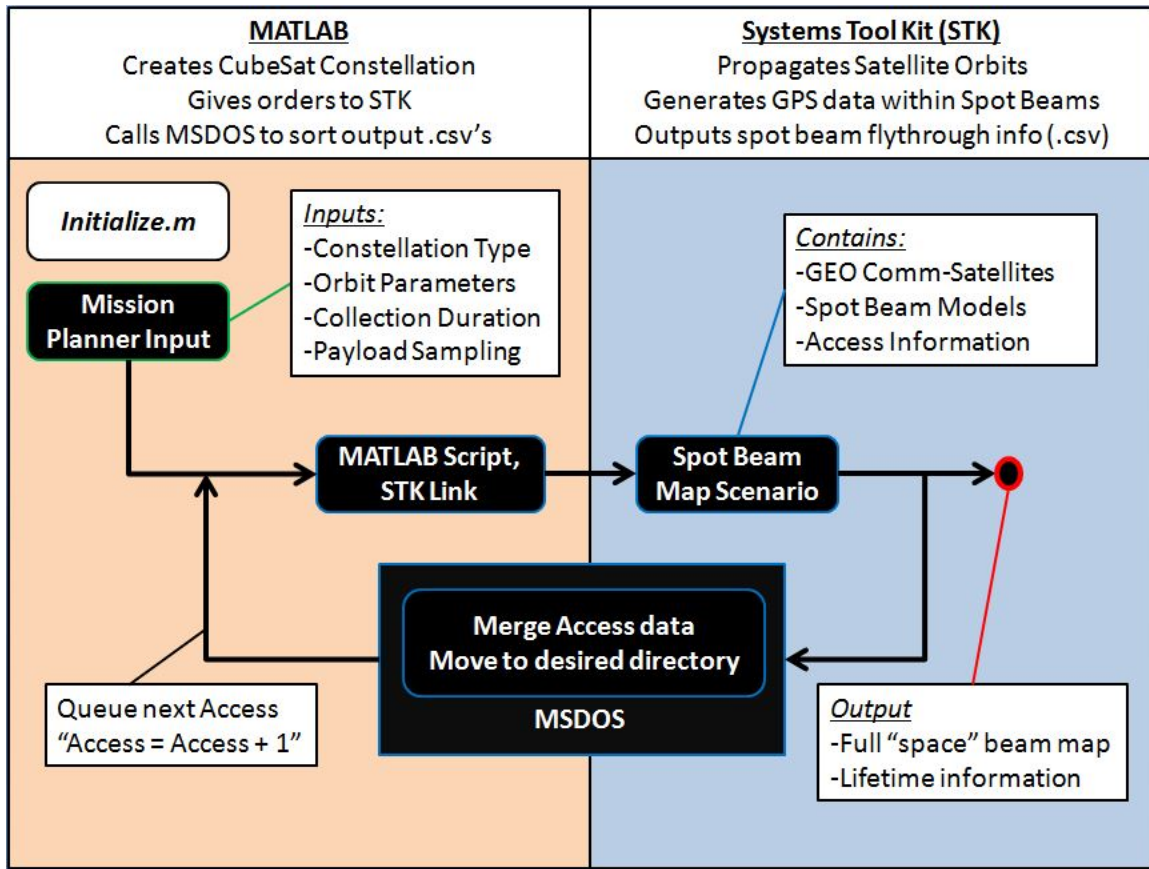 MATLAB
Creates CubeSat Constellation
Gives orders to STK
Calls MSDOS to sort output .csv's
Systems Tool Kit (STK)
Propagates Satellite Orbits
Generates GPS data within Spot Beams
Outputs spot beam flythrough info (.csv)
Initialize.m
Mission
Planner Input
Inputs:
-Constellation Type
-Orbit Parameters
-Collection Duration
-Payload Sampling
Contains:
-GEO Comm-Satellites
-Spot Beam Models
-Access Information
MATLAB Script,
STK Link
Spot Beam
Map Scenario
Merge Access data
Move to desired directory
MSDOS
Queue next Access
“Access = Access + 1”
Output
-Full “space” beam map
-Lifetime information